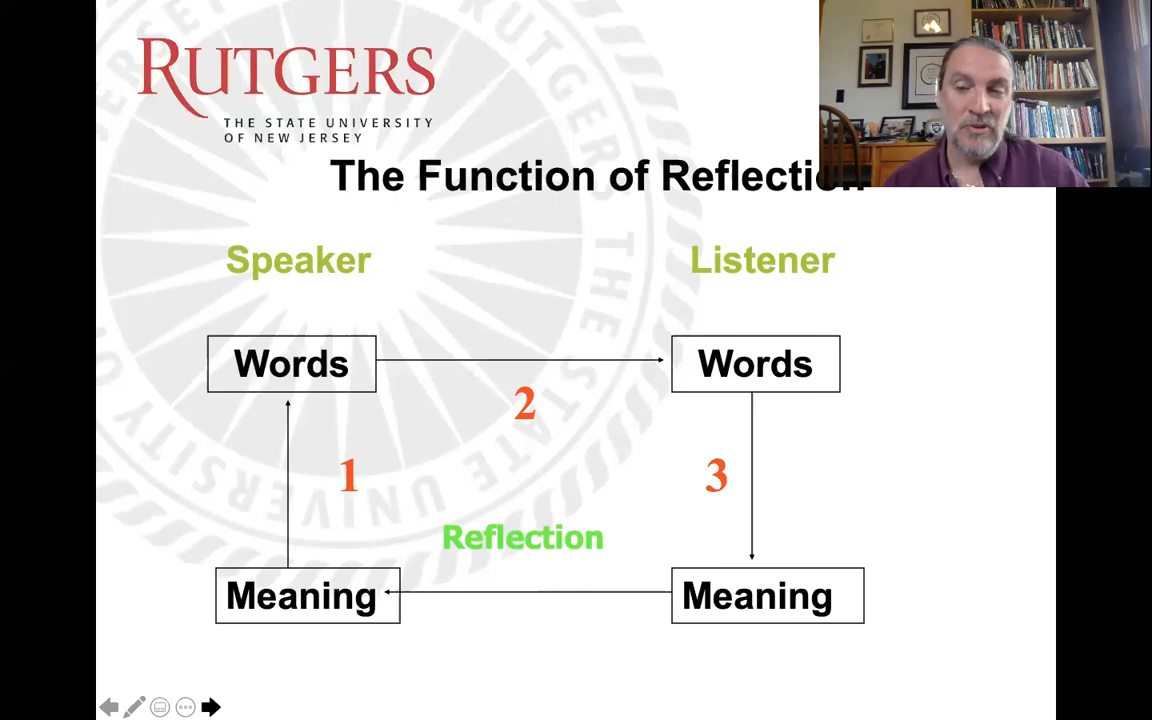 RUTGERS
THE STATE UNIVERSITY
OF NEW JERSEY
The Function of Reflection
Speaker
Listener
Words
Words
2
1
3
Reflection
Meaning
Meaning